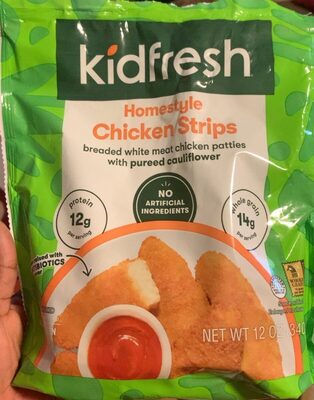 kidfresh
Homestyle
Chicken Strips
breaded white meat chicken patties
with pureed cauliflower
protein
12g
per serving
NO
ARTIFICIAL
INGREDIENTS
whole grain
14g
per serving
NET WT 12 OZ